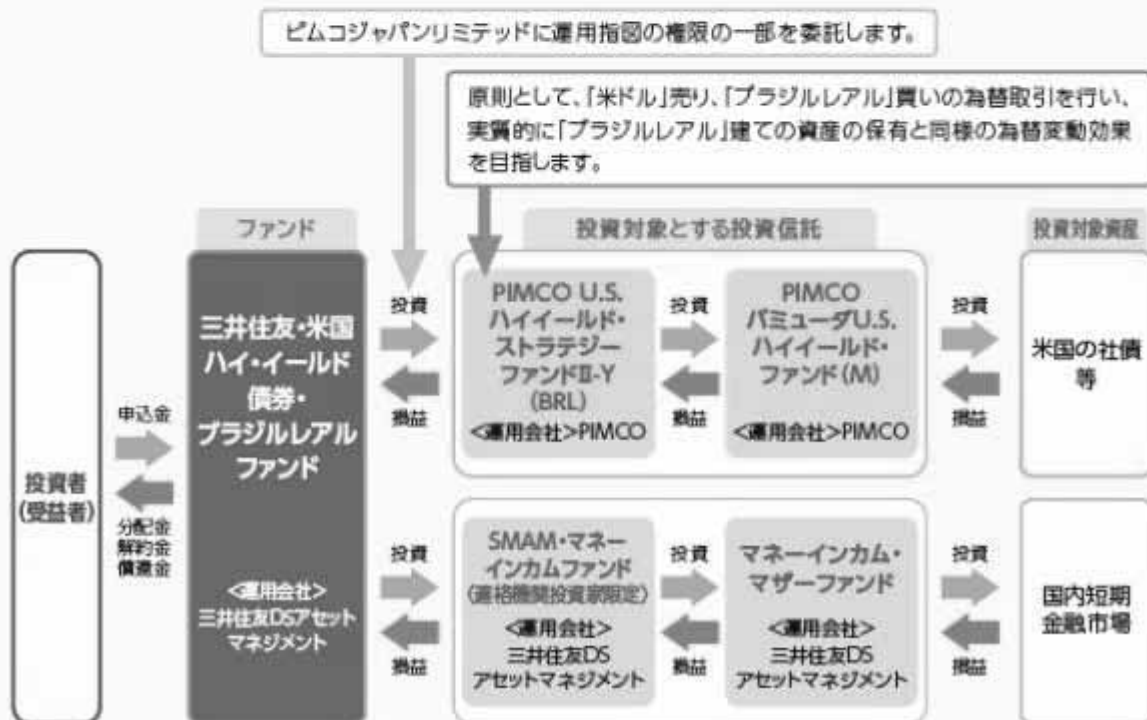 ピムコジャパンリミテッドに運用指図の権限の一部を委託します。
原則として、「米ドル」売り、「ブラジルレアル」買いの為替取引を行い、
実質的に「ブラジルレアル」建ての資産の保有と同様の為替変動効果
を目指します。
ファンド
投資対象とする投資信託
投資対象資産
投資者
(受益者)
申込金
分配金
解約金
償還金
三井住友・米国
ハイ・イールド
債券・
ブラジルレアル
ファンド
<運用会社>
三井住友DSアセット
マネジメント
投資
損益
PIMCO U.S.
ハイイールド・
ストラテジー
ファンドⅡ-Y
(BRL)
<運用会社>PIMCO
投資
損益
PIMCO
バミューダU.S.
ハイイールド・
ファンド(M)
<運用会社>PIMCO
投資
損益
米国の社債
等
投資
損益
SMAM・マネー
インカムファンド
(適格機関投資家限定)
<運用会社>
三井住友DS
アセットマネジメント
投資
損益
マネーインカム・
マザーファンド
<運用会社>
三井住友DS
アセットマネジメント
投資
損益
国内短期
金融市場